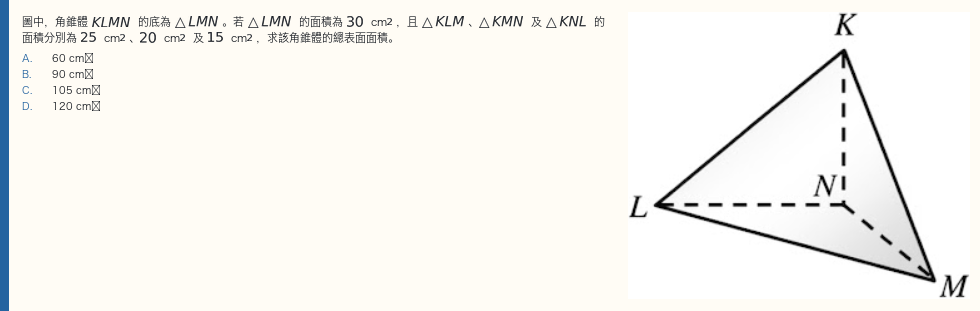 圖中，角錐體 KLMN 的底為 △LMN 。若 △LMN 的面積為 30 cm2 ，且 △KLM 、△KMN 及 △KNL 的
面積分別為 25 cm2 、20 cm2 及 15 cm2 ，求該角錐體的總表面面積。
A. 60 cm
B. 90 cm
C. 105 cm
D. 120 cm
K
N
L
M